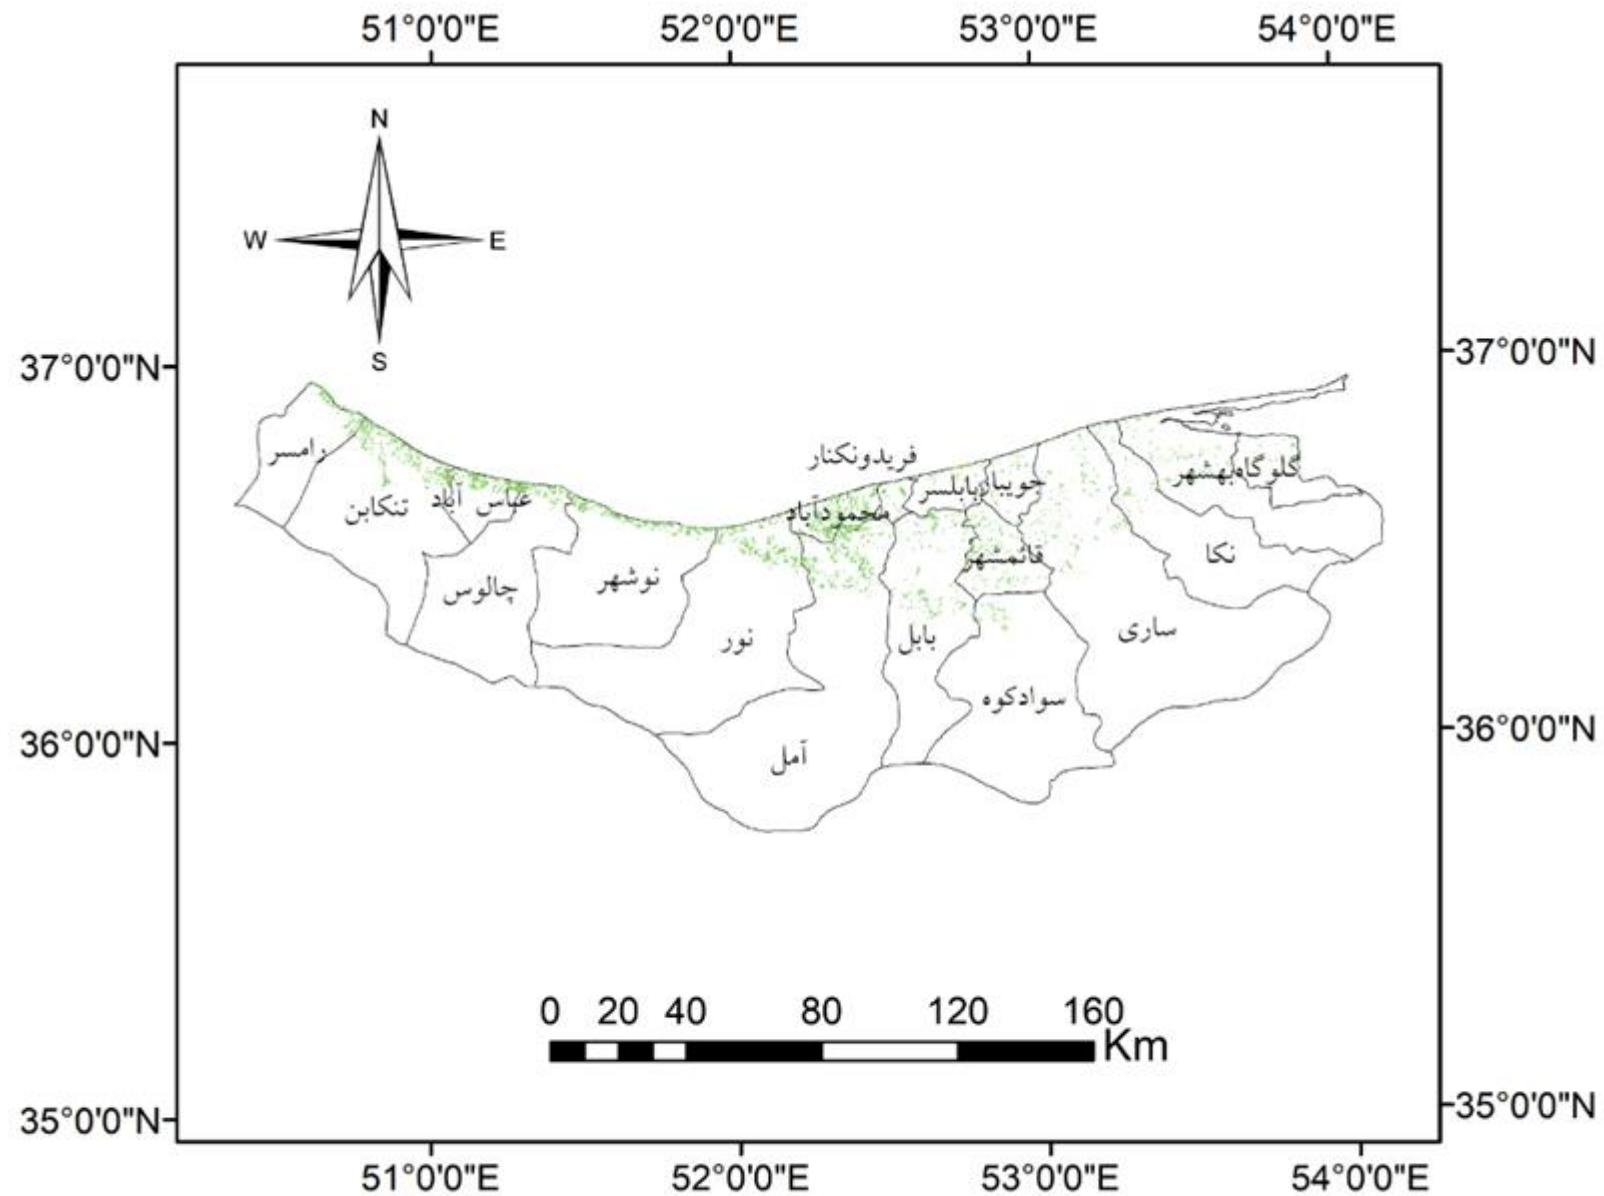 51°0'0"E 52°0'0"E 53°0'0"E 54°0'0"E
N
W E
S
37°0'0"N 37°0'0"N
فریدونکنار
رامسر
گلوگاه
بهشهر
جویبار
بابلسر
تنکابن
عباس آباد
محمودآباد
نکا
قائمشهر
چالوس
نوشهر
نور
بابل
ساری
سوادکوه
آمل
36°0'0"N 36°0'0"N
0 20 40 80 120 160
Km
35°0'0"N 35°0'0"N
51°0'0"E 52°0'0"E 53°0'0"E 54°0'0"E